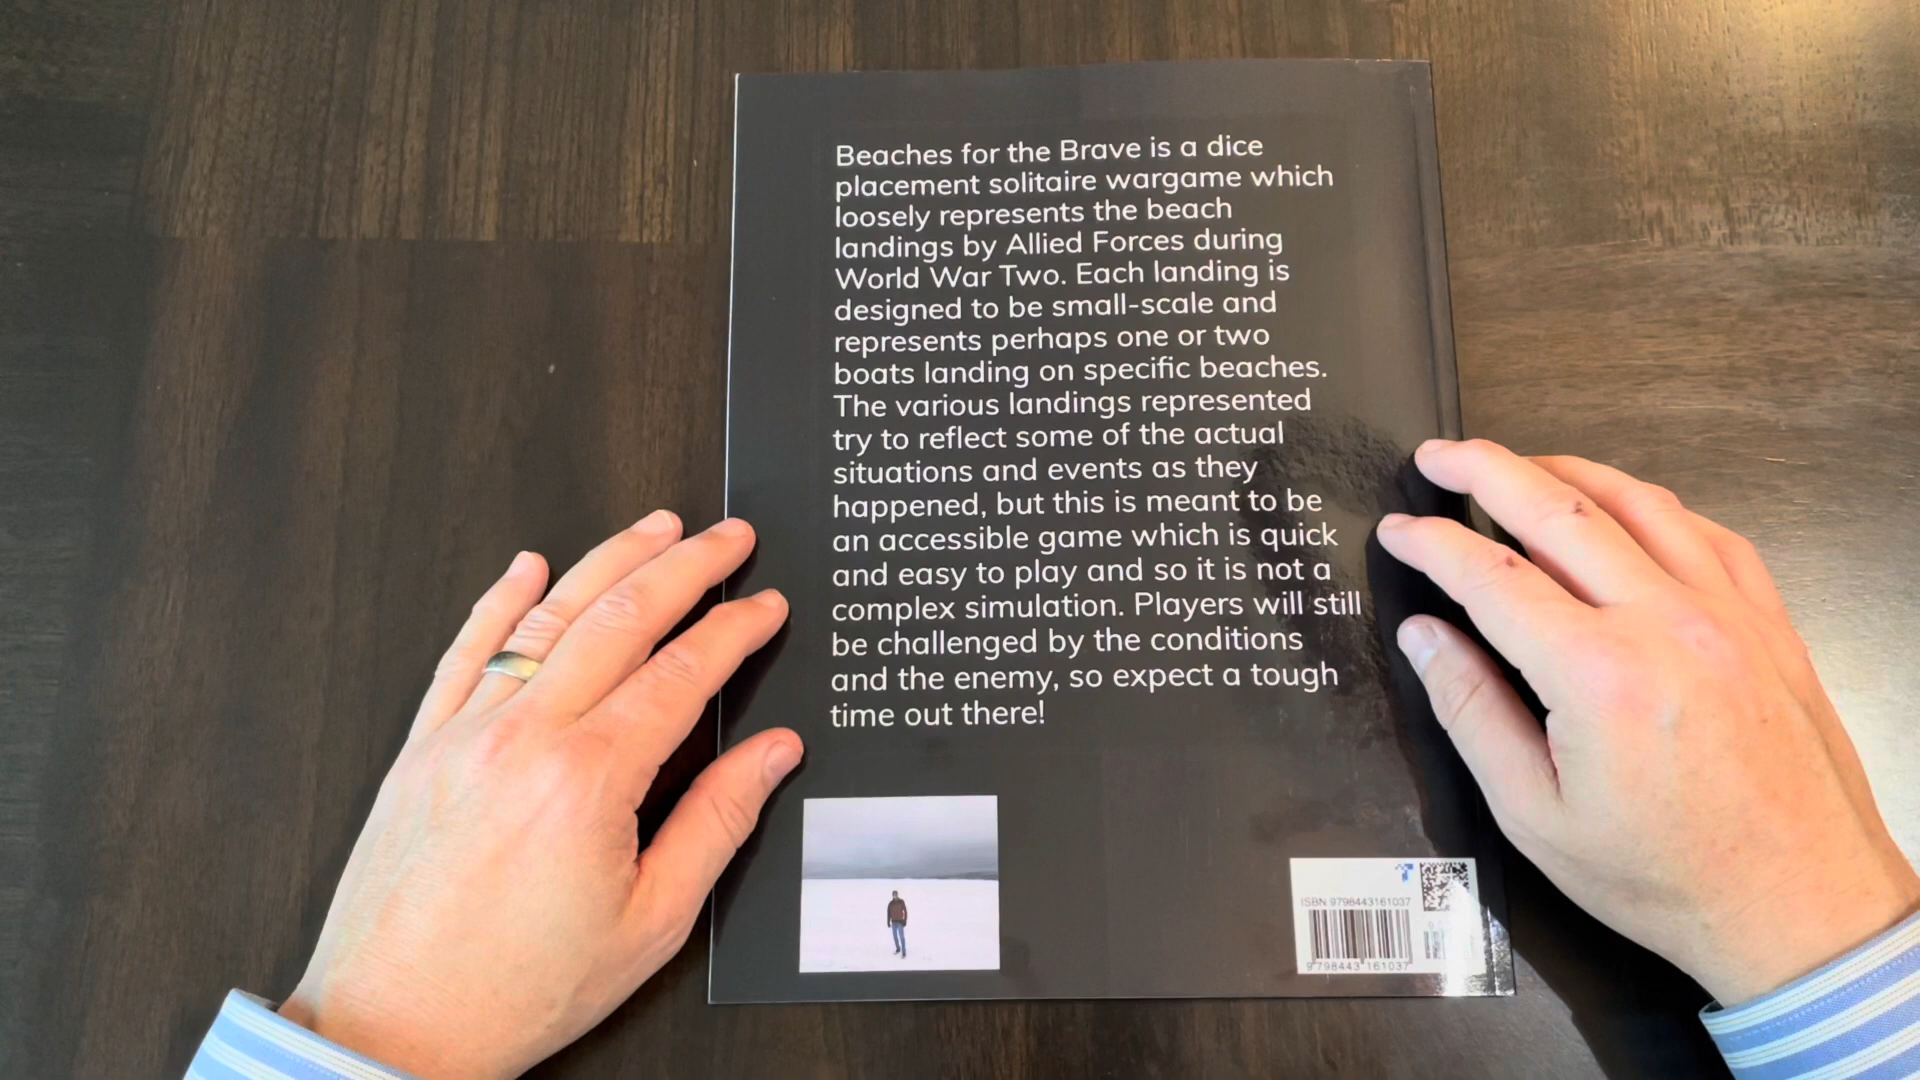 Beaches for the Brave is a dice
placement solitaire wargame which
loosely represents the beach
landings by Allied Forces during
World War Two. Each landing is
designed to be small-scale and
represents perhaps one or two
boats landing on specific beaches.
The various landings represented
try to reflect some of the actual
situations and events as they
happened, but this is meant to be
an accessible game which is quick
and easy to play and so it is not a
complex simulation. Players will still
be challenged by the conditions
and the enemy, so expect a tough
time out there!
ISBN 9798443161037
9 798443 161037